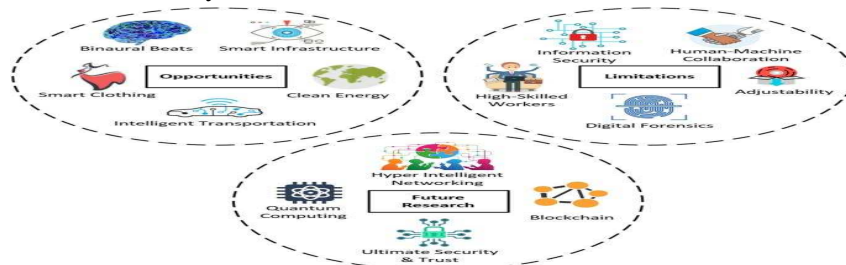 Binaural Beats
Smart Infrastructure
Opportunities
Smart Clothing
Clean Energy
Intelligent Transportation
Information
Security
Human-Machine
Collaboration
Limitations
High-Skilled
Workers
Adjustability
Digital Forensics
Hyper Intelligent
Networking
Quantum
Computing
Future
Research
Blockchain
Ultimate Security
& Trust